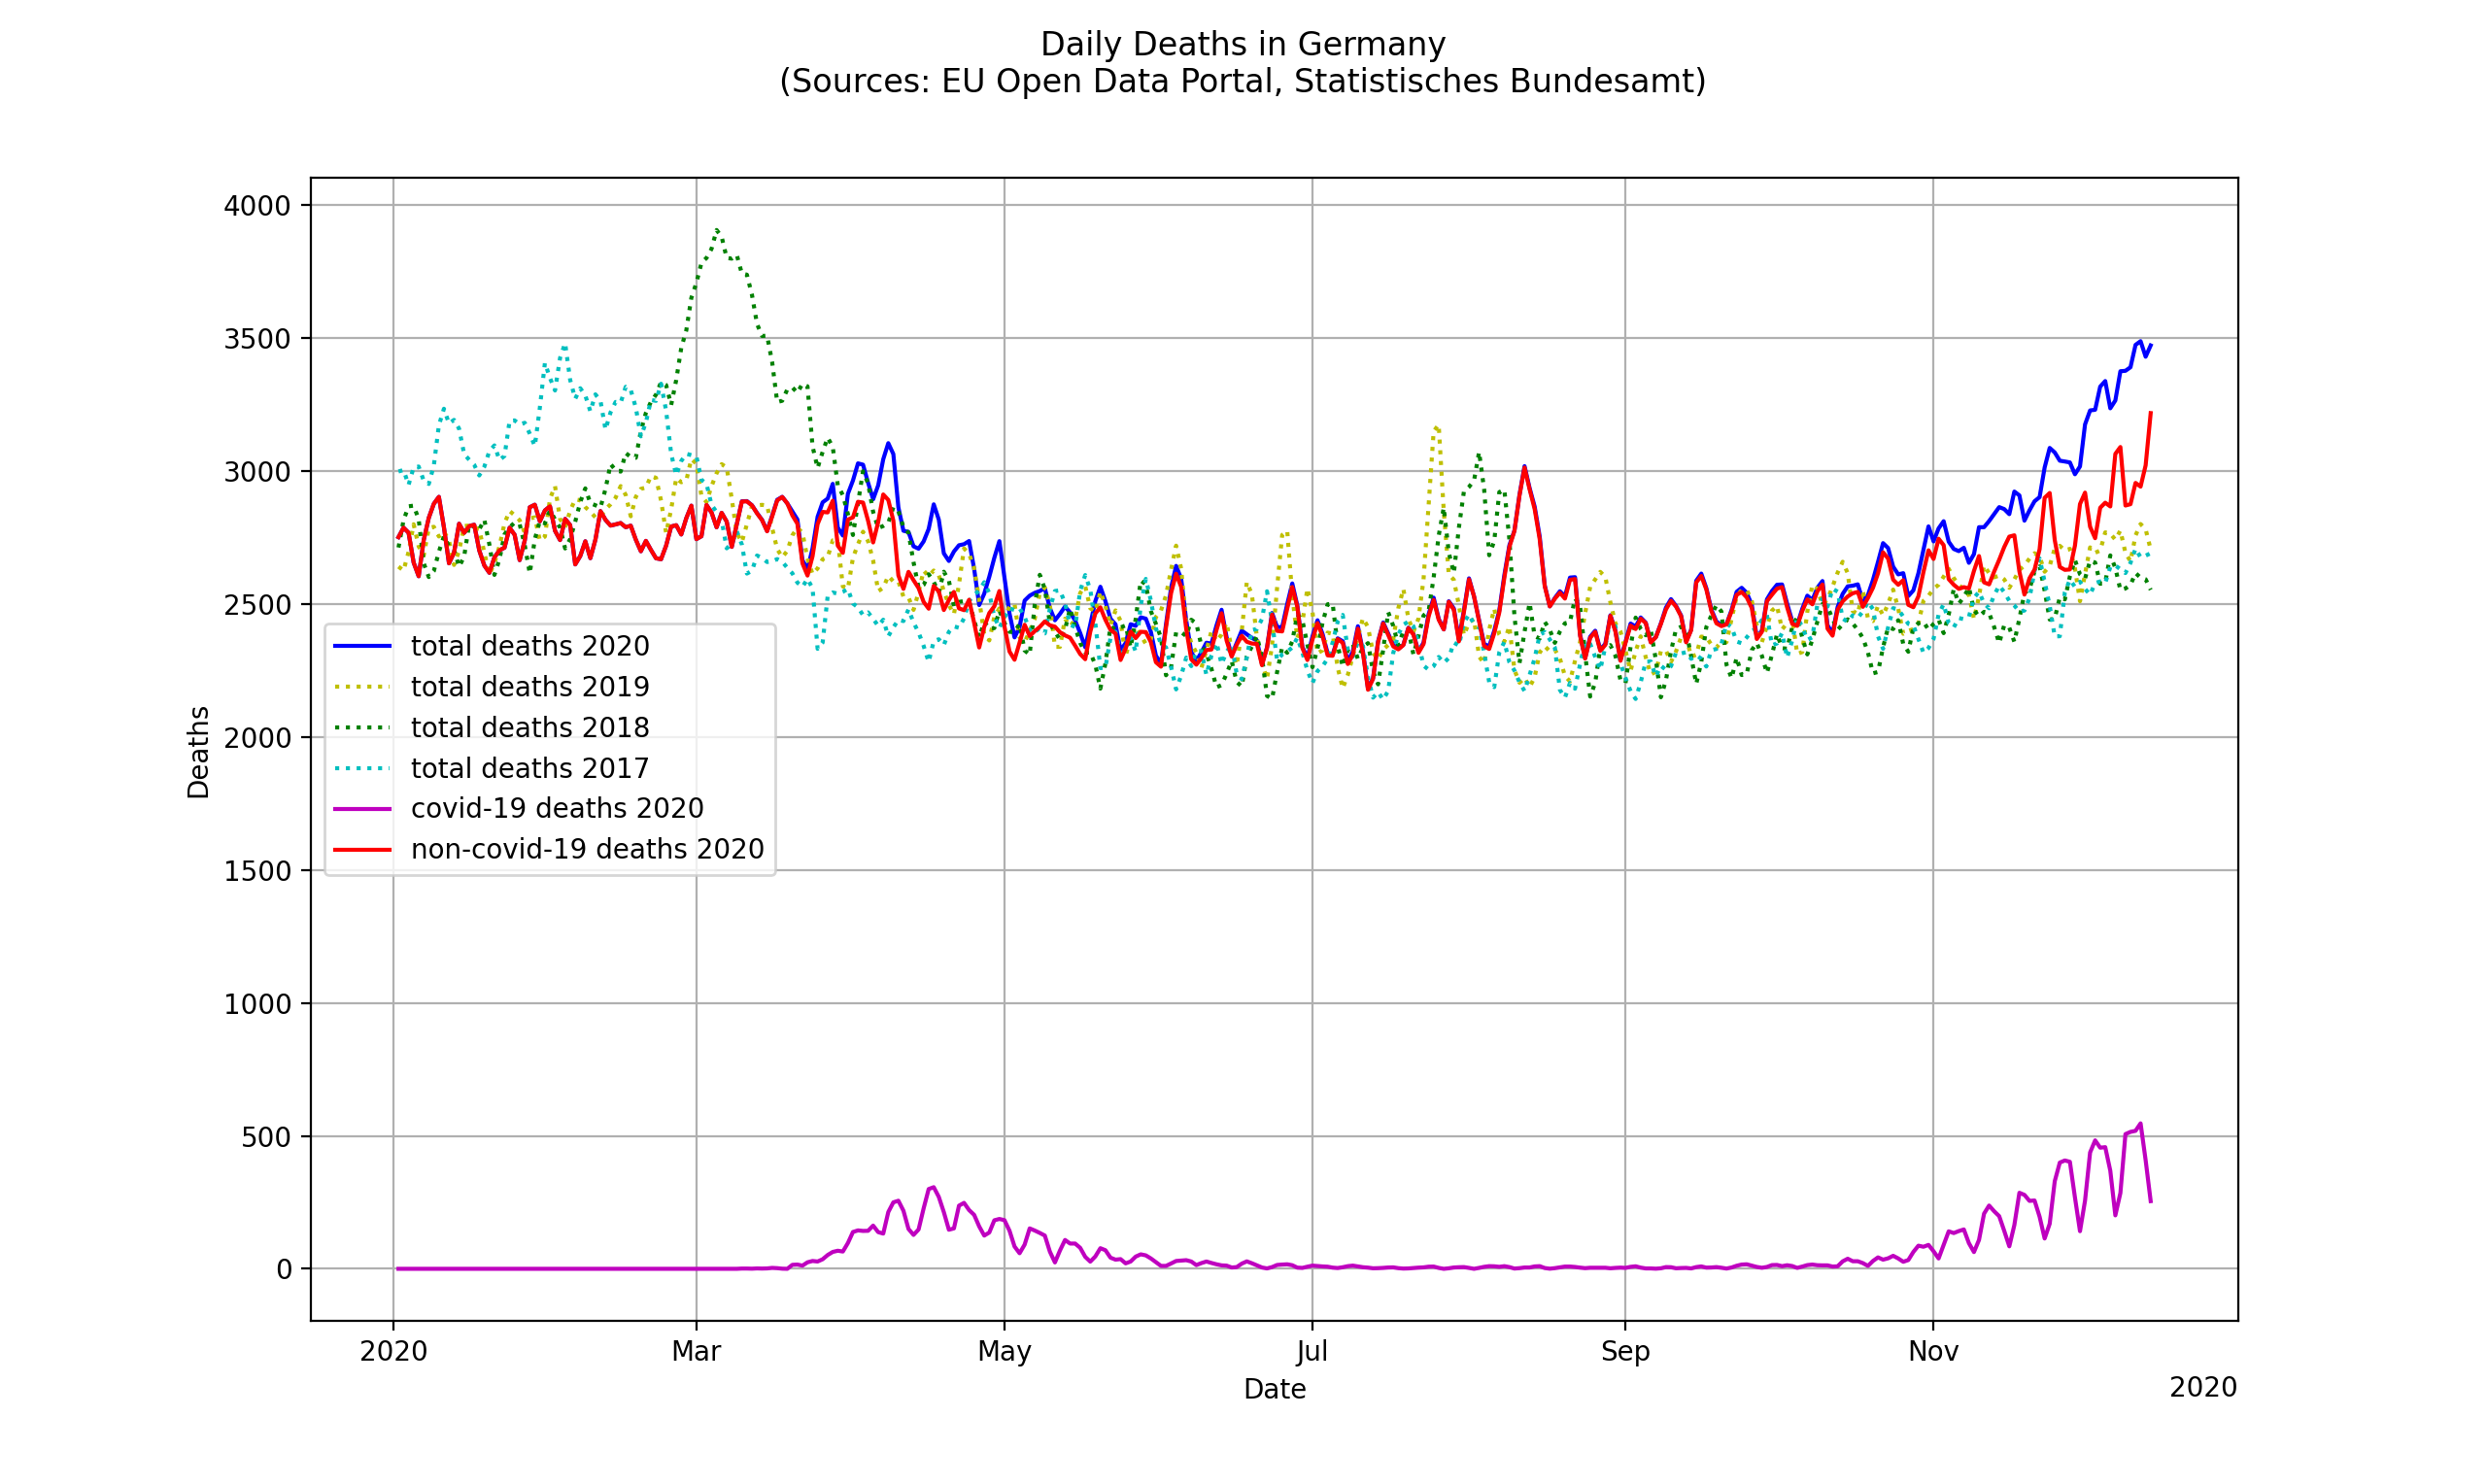 Daily Deaths in Germany
(Sources: EU Open Data Portal, Statistisches Bundesamt)
4000
3500
3000
2500
2000
1500
1000
500
0
Deaths
total deaths 2020
total deaths 2019
total deaths 2018
total deaths 2017
covid-19 deaths 2020
non-covid-19 deaths 2020
2020 Mar May Jul Sep Nov
Date
2020